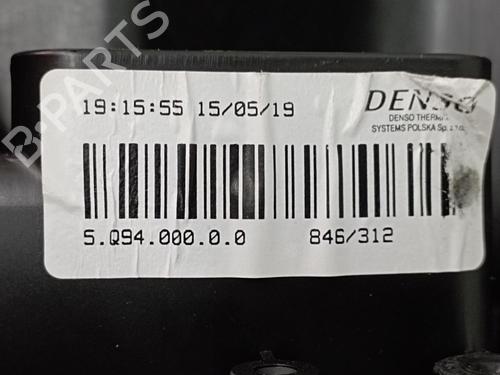 19:15:55 15/05/19
DENSO
DENSO THERMAL
SYSTEMS POLSKA Sp. z o.o.
5.Q94.000.0.0 846/312
B-PARTS